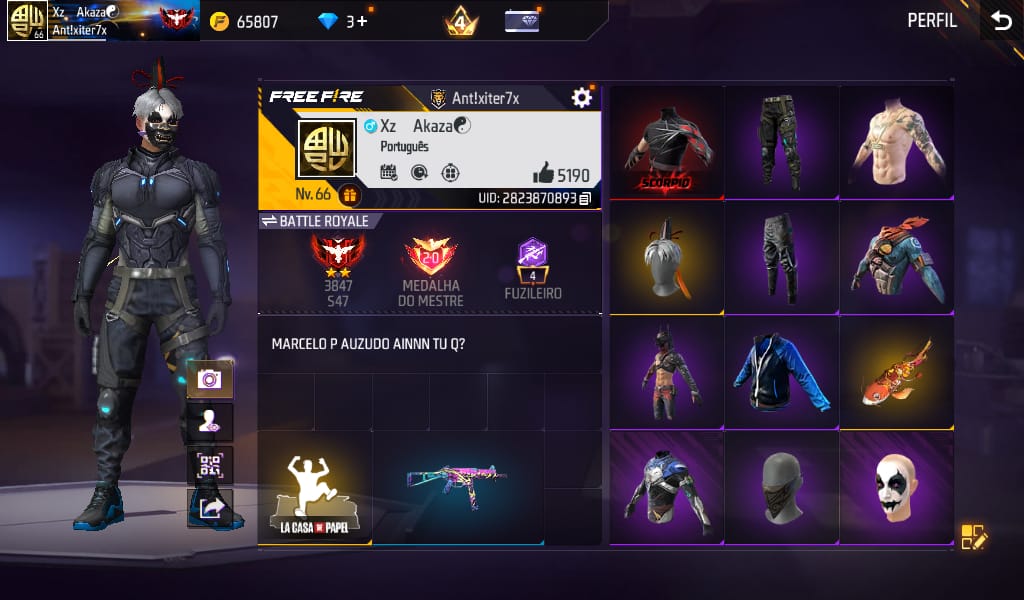 Xz Akaza☯
Ant!xiter7x
66
65807
3+
4
PERFIL
FREE FIRE
Ant!xiter7x
Xz Akaza☯
Português
5190
Nv. 66
UID: 2823870893
BATTLE ROYALE
20
4
3847
S47
MEDALHA
DO MESTRE
FUZILEIRO
MARCELO P AUZUDO AINNN TU Q?
SCORPIO
LA CASA DE PAPEL